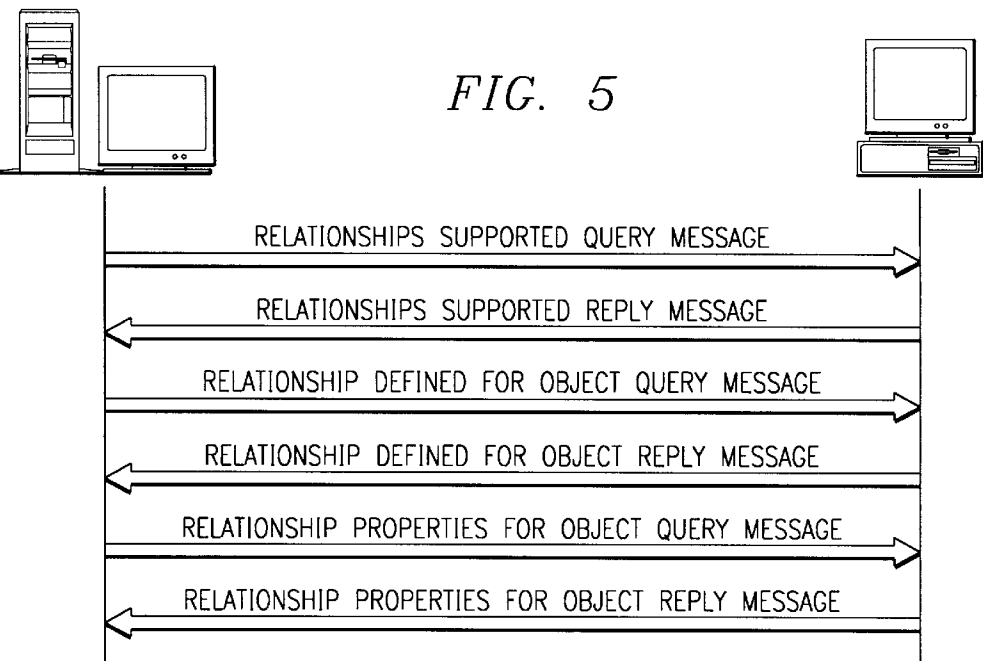 FIG. 5
RELATIONSHIPS SUPPORTED QUERY MESSAGE
RELATIONSHIPS SUPPORTED REPLY MESSAGE
RELATIONSHIP DEFINED FOR OBJECT QUERY MESSAGE
RELATIONSHIP DEFINED FOR OBJECT REPLY MESSAGE
RELATIONSHIP PROPERTIES FOR OBJECT QUERY MESSAGE
RELATIONSHIP PROPERTIES FOR OBJECT REPLY MESSAGE